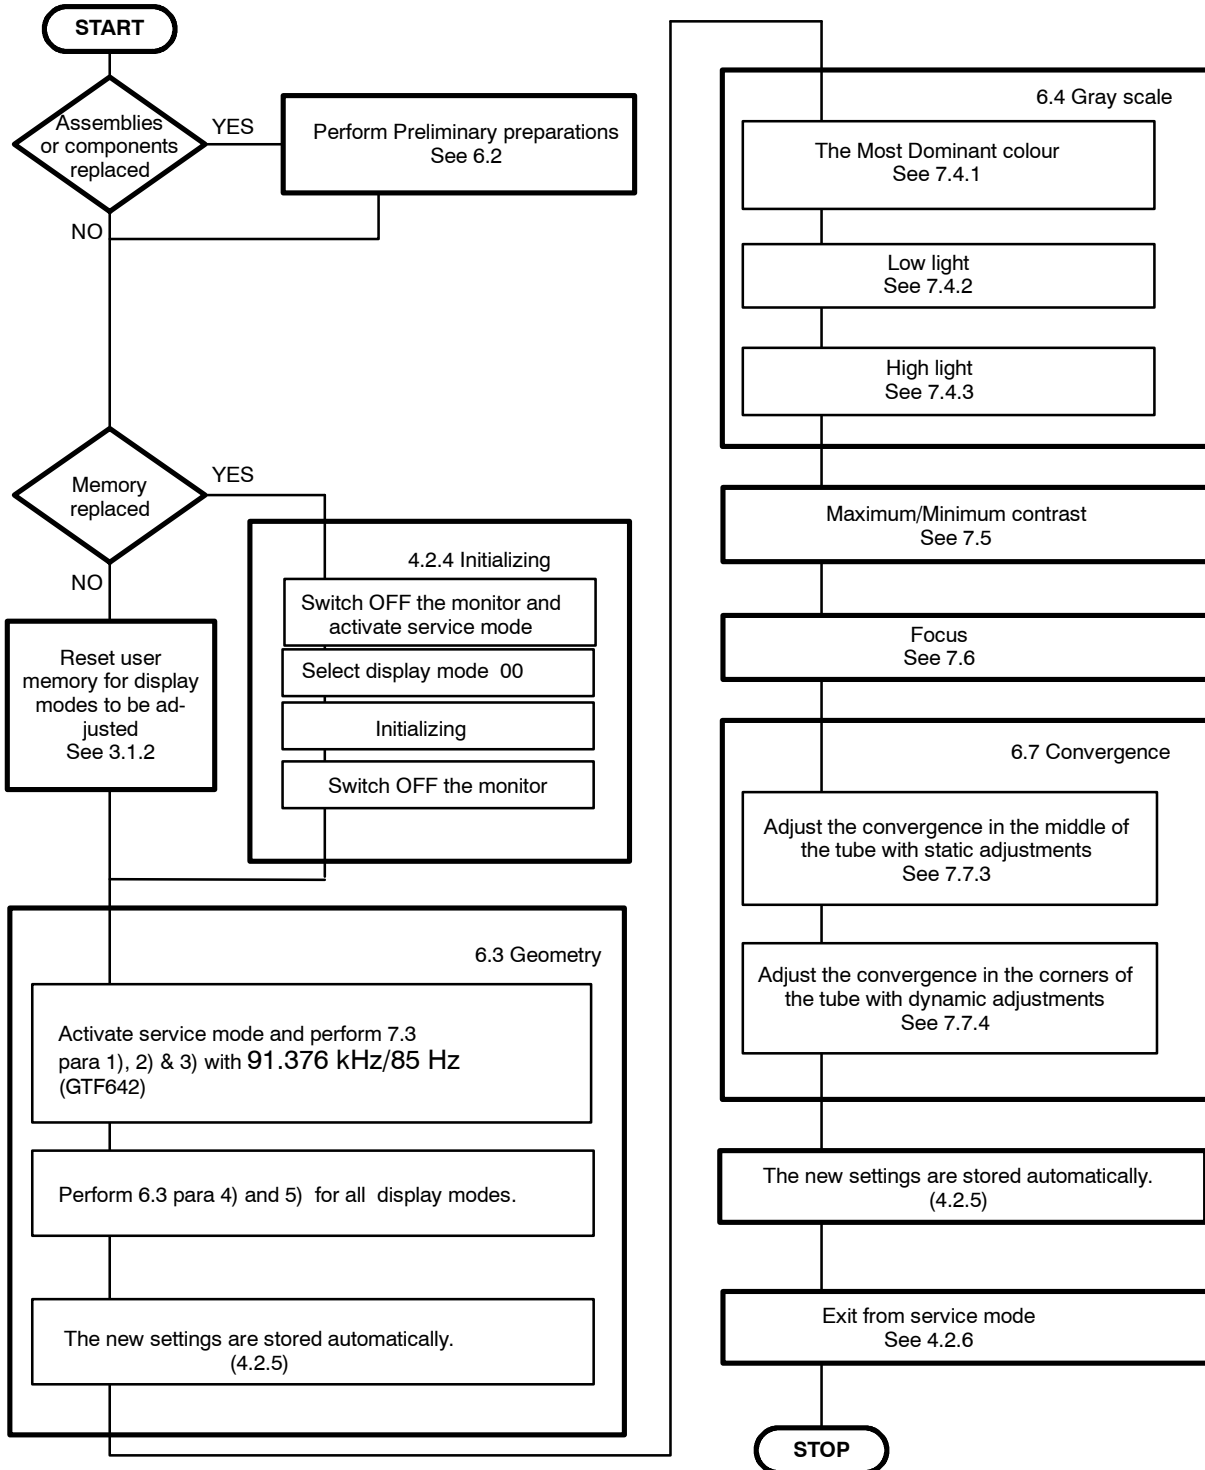 START
Assemblies
or components
replaced
YES
Perform Preliminary preparations
See 6.2
NO
Memory
replaced
YES
NO
4.2.4 Initializing
Switch OFF the monitor and
activate service mode
Select display mode  00
Initializing
Switch OFF the monitor
Reset user
memory for display
modes to be ad-
justed
See 3.1.2
6.3 Geometry
Activate service mode and perform 7.3
para 1), 2) & 3) with 91.376 kHz/85 Hz
(GTF642)
Perform 6.3 para 4) and 5)  for all  display modes.
The new settings are stored automatically.
(4.2.5)
6.4 Gray scale
The Most Dominant colour
See 7.4.1
Low light
See 7.4.2
High light
See 7.4.3
Maximum/Minimum contrast
See 7.5
Focus
See 7.6
6.7 Convergence
Adjust the convergence in the middle of
the tube with static adjustments
See 7.7.3
Adjust the convergence in the corners of
the tube with dynamic adjustments
See 7.7.4
The new settings are stored automatically.
(4.2.5)
Exit from service mode
See 4.2.6
STOP